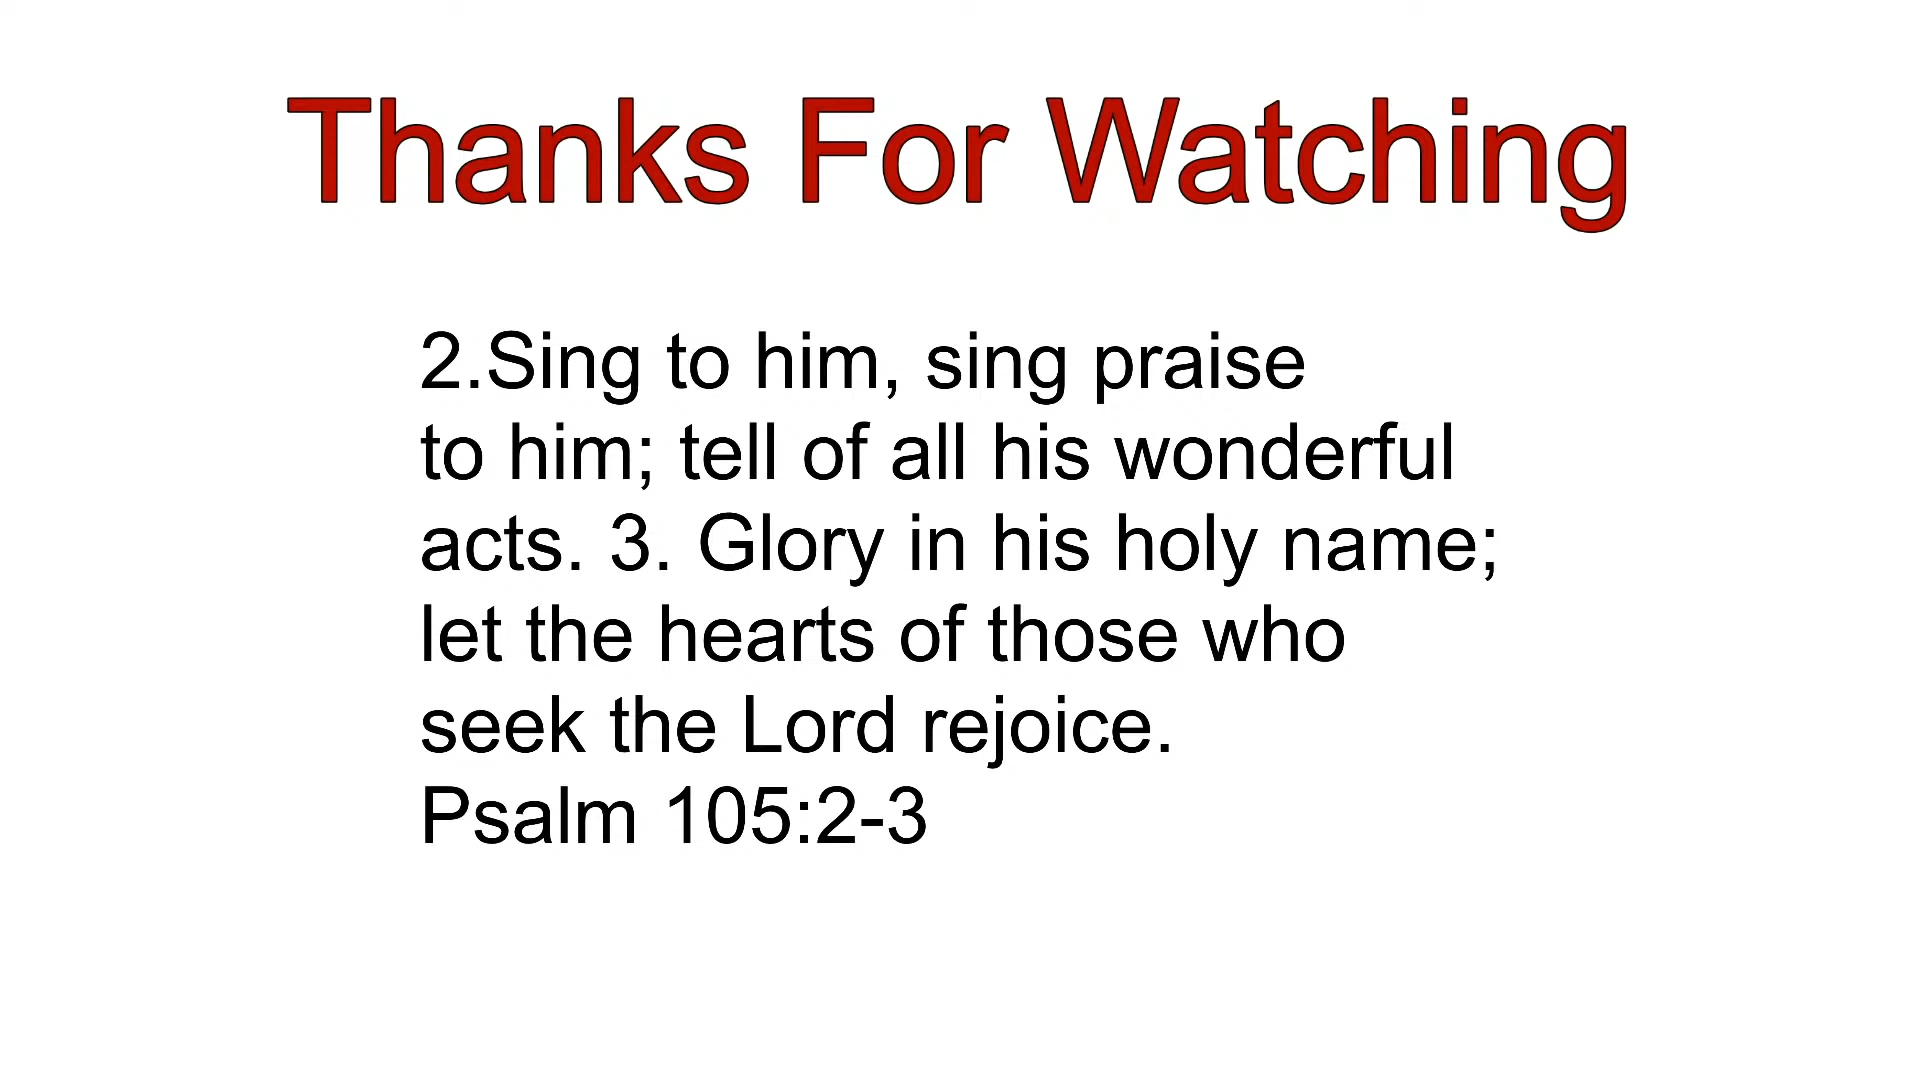 Thanks For Watching
2.Sing to him, sing praise
to him; tell of all his wonderful
acts. 3. Glory in his holy name;
let the hearts of those who
seek the Lord rejoice.
Psalm 105:2-3